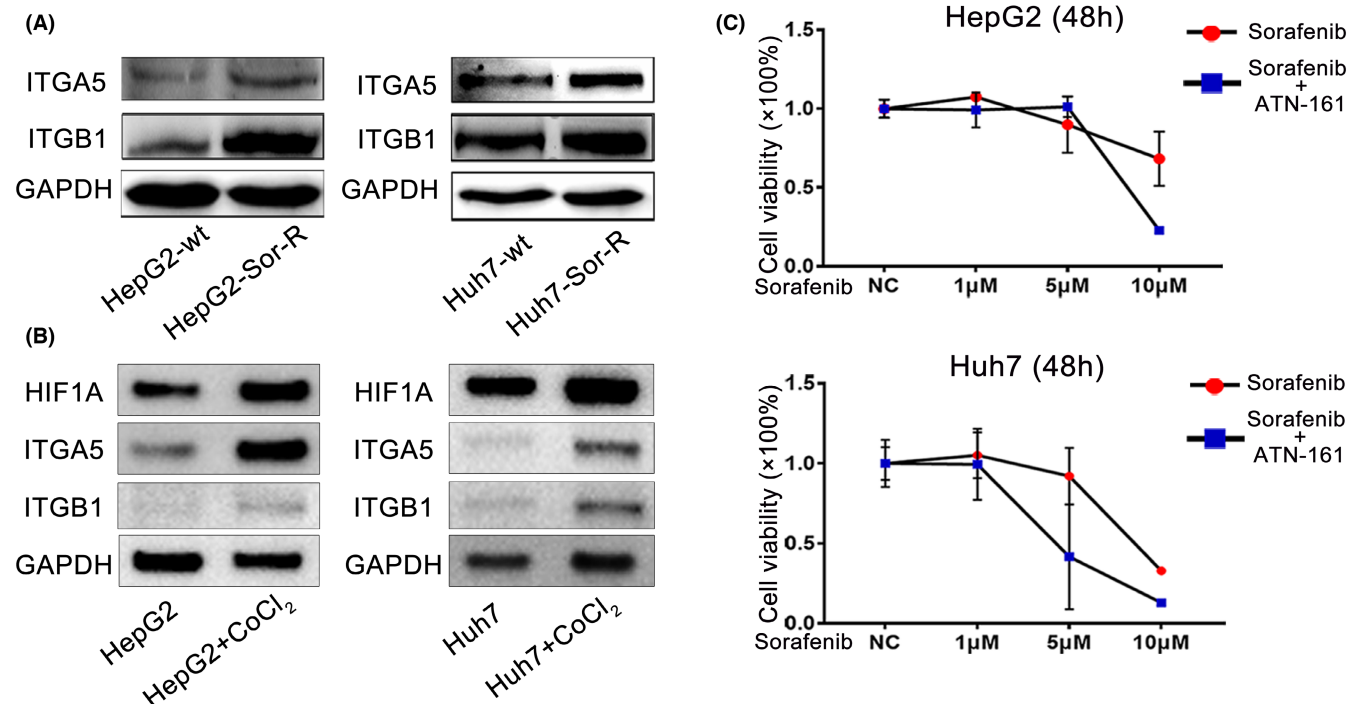 (A)
ITGA5
ITGB1
GAPDH
HepG2-wt
HepG2-Sor-R
ITGA5
ITGB1
GAPDH
Huh7-wt
Huh7-Sor-R
(B)
HIF1A
ITGA5
ITGB1
GAPDH
HepG2
HepG2+CoCl₂
HIF1A
ITGA5
ITGB1
GAPDH
Huh7
Huh7+CoCl₂
(C)
HepG2 (48h)
Sorafenib
Sorafenib
+
ATN-161
Cell viability (×100%)
1.5
1.0
0.5
0.0
Sorafenib NC 1µM 5µM 10µM
Huh7 (48h)
Sorafenib
Sorafenib
+
ATN-161
Cell viability (×100%)
1.5
1.0
0.5
0.0
Sorafenib NC 1µM 5µM 10µM